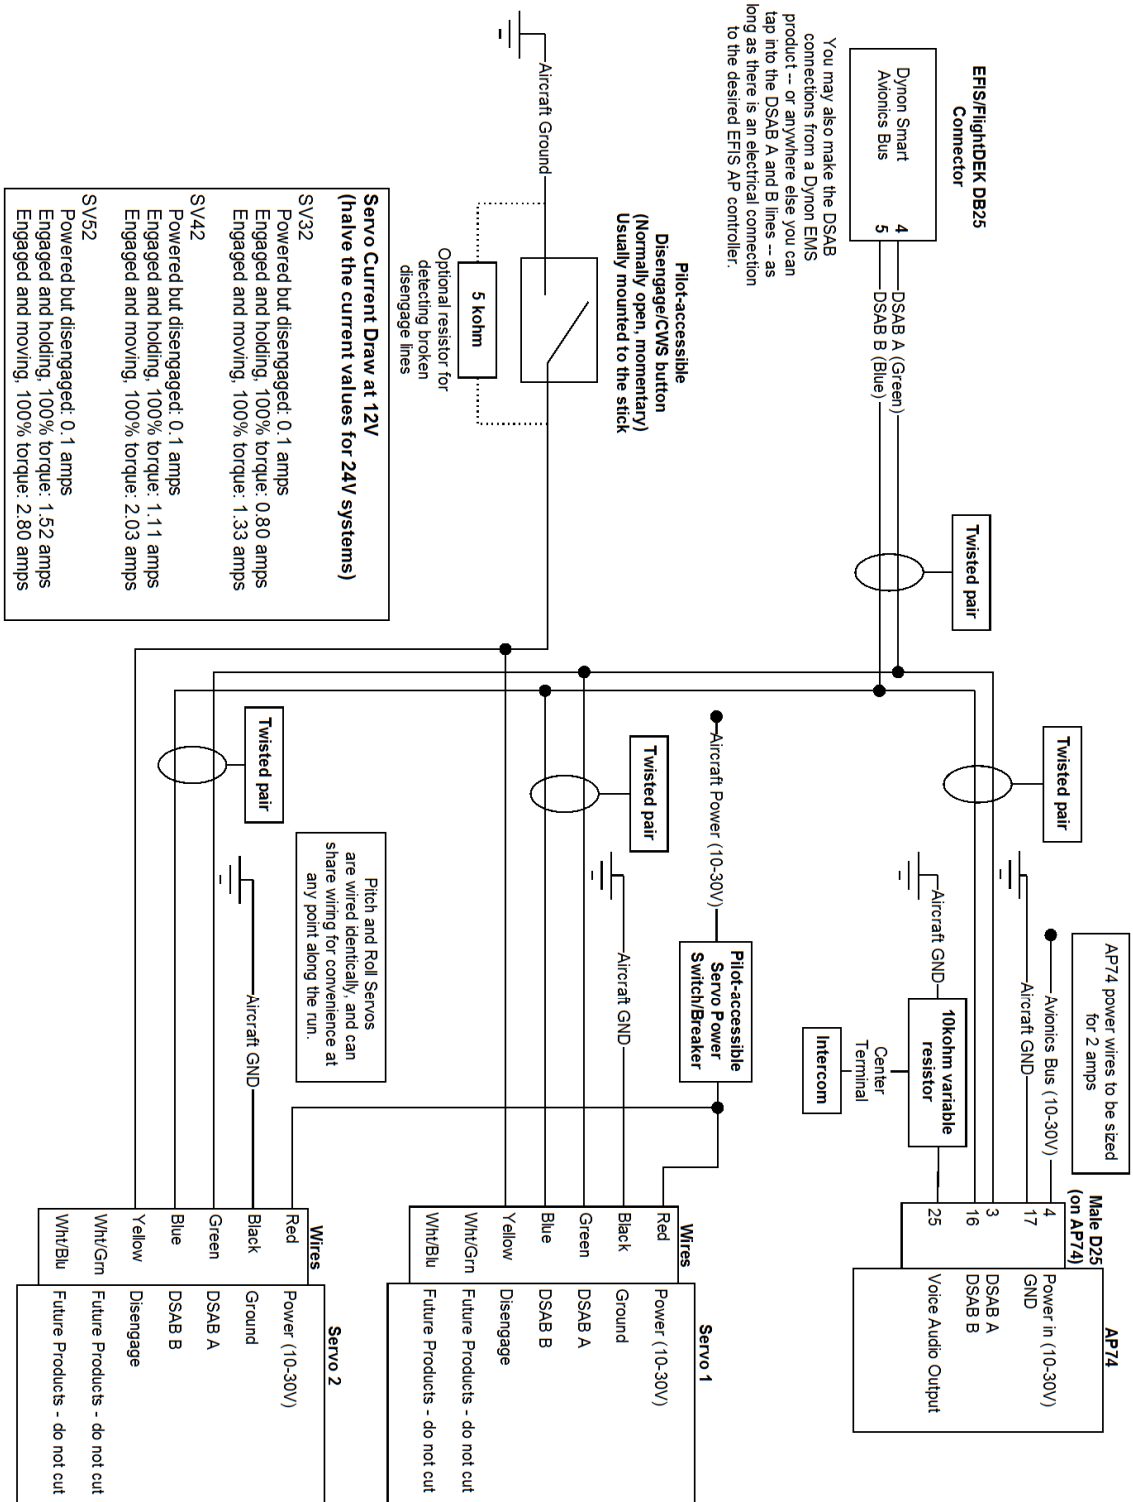 EFIS/FlightDEK DB25
Connector
Dynon Smart
Avionics Bus
4
5
DSAB A (Green)
DSAB B (Blue)
You may also make the DSAB
connections from a Dynon EMS
product -- or anywhere else you can
tap into the DSAB A and B lines -- as
long as there is an electrical connection
to the desired EFIS AP controller.
Twisted pair
Twisted pair
AP74 power wires to be sized
for 2 amps
Avionics Bus (10-30V)
Aircraft GND
Aircraft GND
10kohm variable
resistor
Center
Terminal
Intercom
Male D25
(on AP74)
4
17
3
16
25
AP74
Power in (10-30V)
GND
DSAB A
DSAB B
Voice Audio Output
Pilot-accessible
Disengage/CWS button
(Normally open, momentary)
Usually mounted to the stick
Aircraft Ground
5 kohm
Optional resistor for
detecting broken
disengage lines
Aircraft Power (10-30V)
Pilot-accessible
Servo Power
Switch/Breaker
Twisted pair
Aircraft GND
Wires
Red
Black
Green
Blue
Yellow
Wht/Grn
Wht/Blu
Servo 1
Power (10-30V)
Ground
DSAB A
DSAB B
Disengage
Future Products - do not cut
Future Products - do not cut
Servo Current Draw at 12V
(halve the current values for 24V systems)
SV32
Powered but disengaged: 0.1 amps
Engaged and holding, 100% torque: 0.80 amps
Engaged and moving, 100% torque: 1.33 amps
SV42
Powered but disengaged: 0.1 amps
Engaged and holding, 100% torque: 1.11 amps
Engaged and moving, 100% torque: 2.03 amps
SV52
Powered but disengaged: 0.1 amps
Engaged and holding, 100% torque: 1.52 amps
Engaged and moving, 100% torque: 2.80 amps
Twisted pair
Pitch and Roll Servos
are wired identically, and can
share wiring for convenience at
any point along the run.
Aircraft GND
Wires
Red
Black
Green
Blue
Yellow
Wht/Grn
Wht/Blu
Servo 2
Power (10-30V)
Ground
DSAB A
DSAB B
Disengage
Future Products - do not cut
Future Products - do not cut